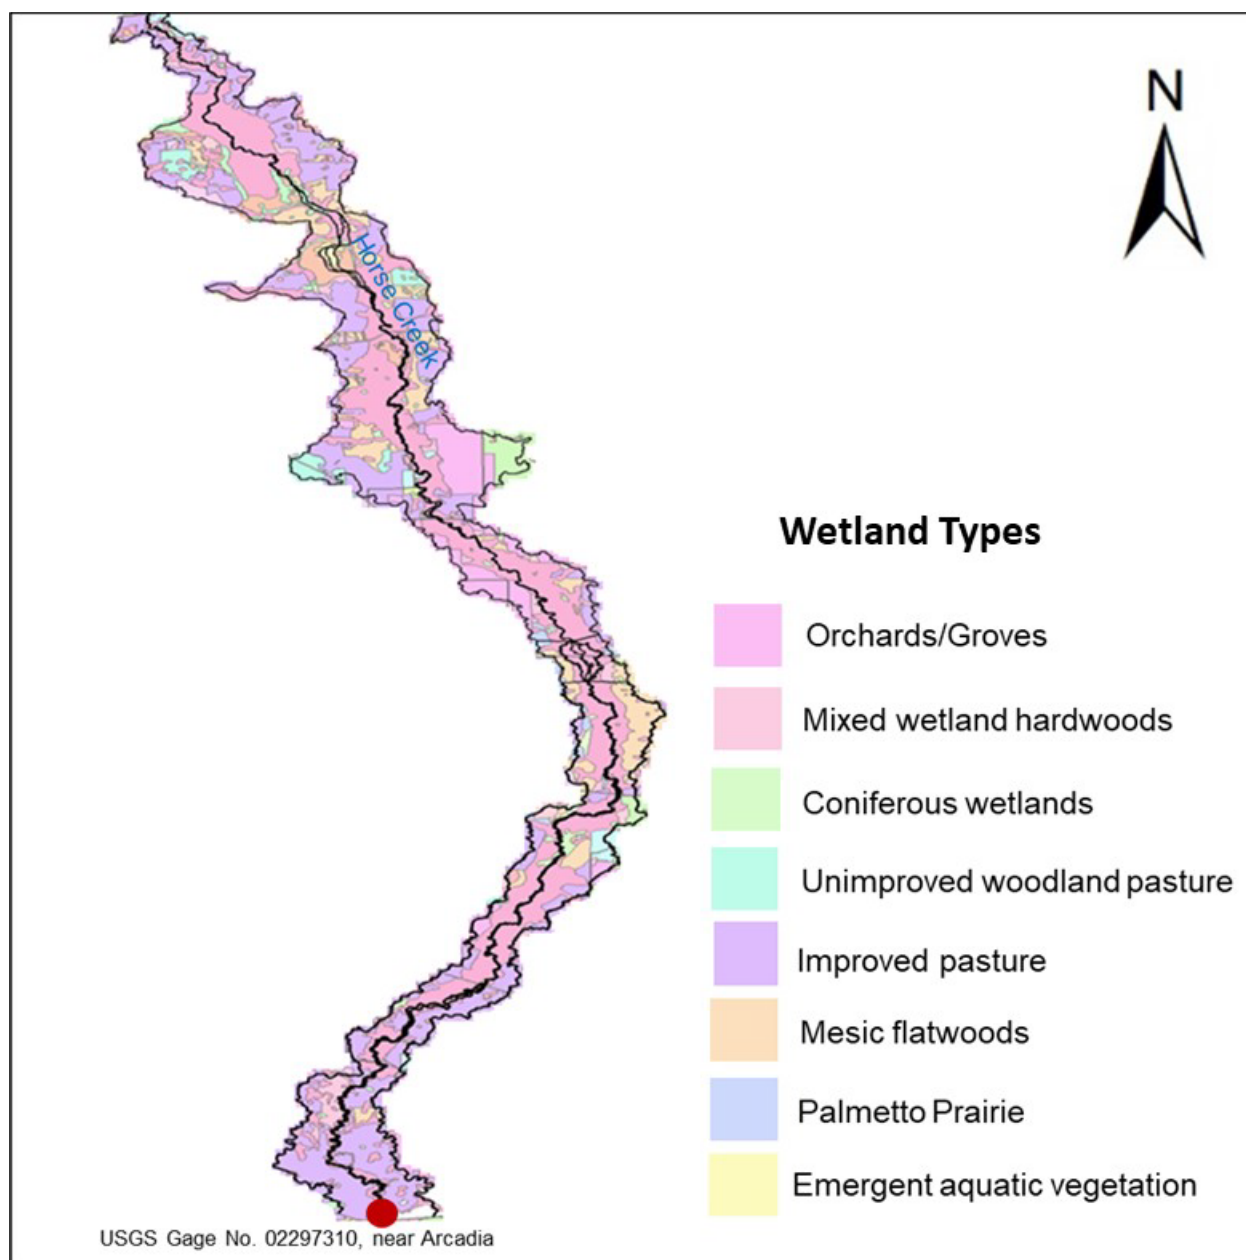 N
Horse Creek
Wetland Types
Orchards/Groves
Mixed wetland hardwoods
Coniferous wetlands
Unimproved woodland pasture
Improved pasture
Mesic flatwoods
Palmetto Prairie
Emergent aquatic vegetation
USGS Gage No. 02297310, near Arcadia